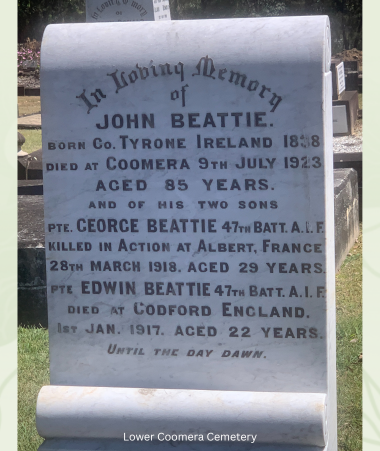 In Loving Memory
of
JOHN BEATTIE.
BORN CO. TYRONE IRELAND 1838
DIED AT COOMERA 9TH JULY 1923
AGED 85 YEARS.
AND OF HIS TWO SONS
PTE. GEORGE BEATTIE 47TH BATT. A.I.F.
KILLED IN ACTION AT ALBERT, FRANCE
28TH MARCH 1918. AGED 29 YEARS.
PTE EDWIN BEATTIE 47TH BATT. A.I.F.
DIED AT CODFORD ENGLAND.
1ST JAN. 1917. AGED 22 YEARS.
UNTIL THE DAY DAWN.
Lower Coomera Cemetery